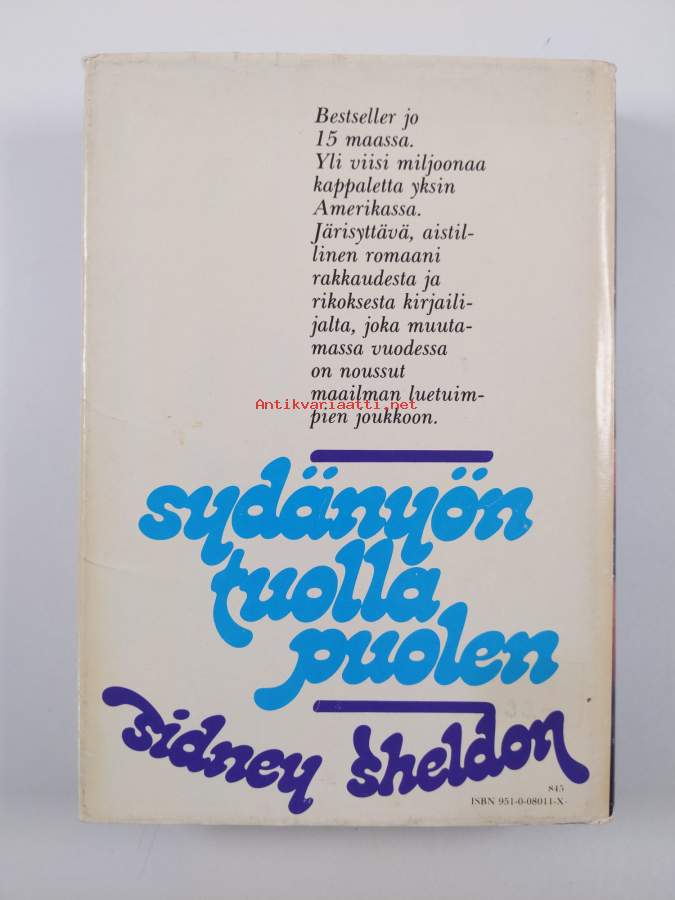 Bestseller jo
15 maassa.
Yli viisi miljoonaa
kappaletta yksin
Amerikassa.
Järisyttävä, aistil-
linen romaani
rakkaudesta ja
rikoksesta kirjaili-
jalta, joka muuta-
massa vuodessa
on noussut
maailman luetuim-
Antikvariaatti.net
pien joukkoon.
sydänyön
tuolla
puolen
sidney sheldon
845
ISBN 951-0-08011-X